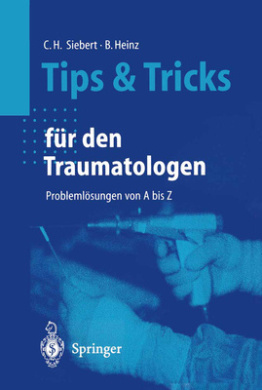 C. H. Siebert · B. Heinz
Tips & Tricks
für den
Traumatologen
Problemlösungen von A bis Z
Springer